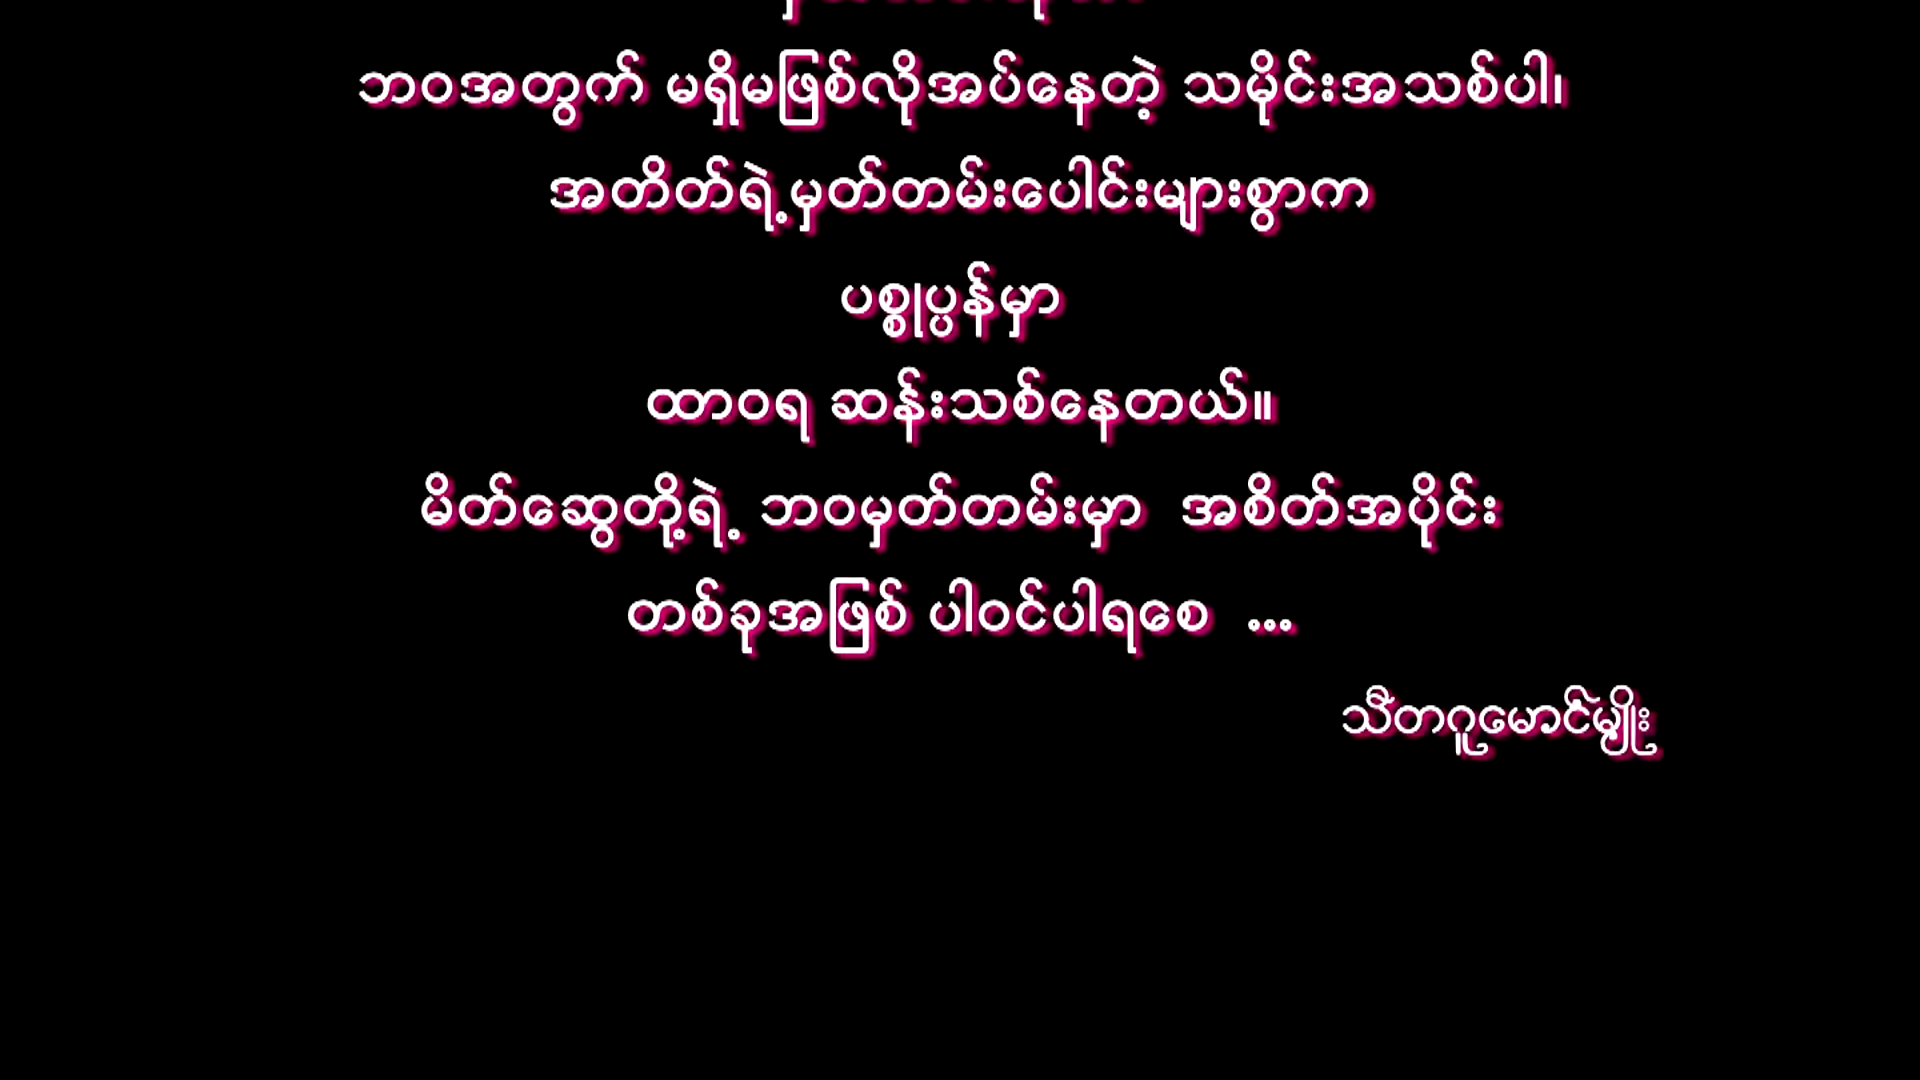 ဘဝအတွက် မရှိမဖြစ်လိုအပ်နေတဲ့ သမိုင်းအသစ်ပါ၊
အတိတ်ရဲ့မှတ်တမ်းပေါင်းများစွာက
ပစ္စုပ္ပန်မှာ
ထာဝရ ဆန်းသစ်နေတယ်။
မိတ်ဆွေတို့ရဲ့ ဘဝမှတ်တမ်းမှာ အစိတ်အပိုင်း
တစ်ခုအဖြစ် ပါဝင်ပါရစေ ...
သီတဂူမောင်မျိုး